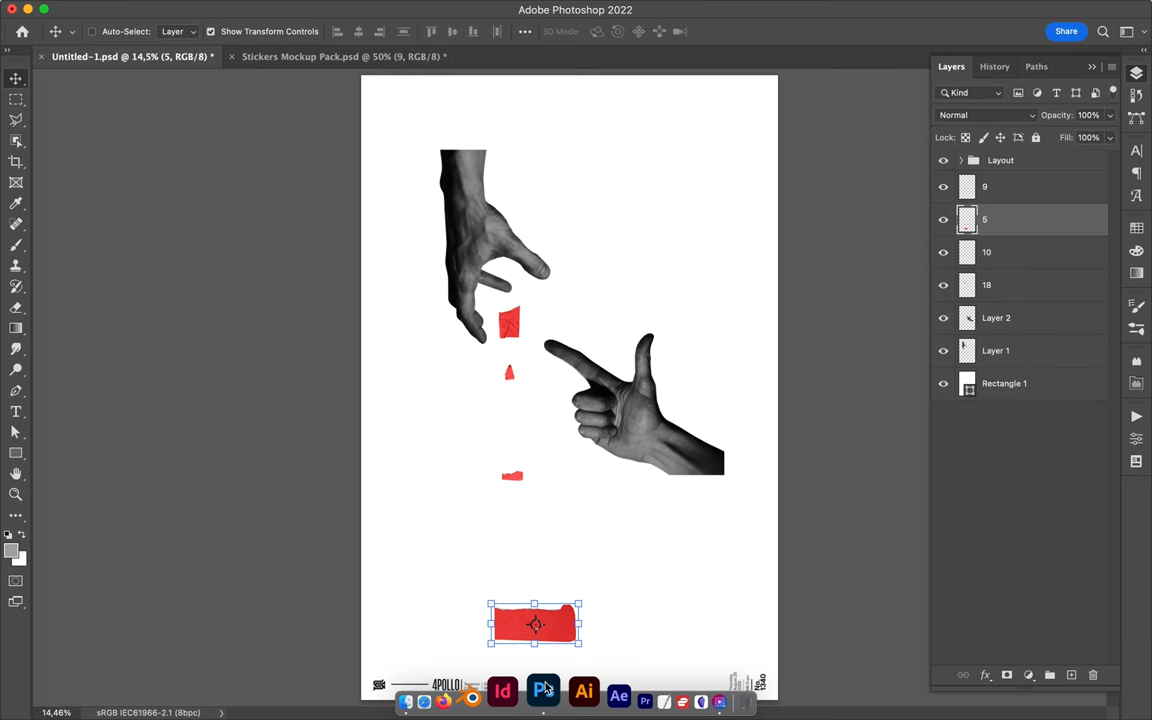 Adobe Photoshop 2022
Auto-Select: Layer Show Transform Controls ••• 3D Mode: Share
Untitled-1.psd @ 14,5% (5, RGB/8) * Stickers Mockup Pack.psd @ 50% (9, RGB/8) *
Layers History Paths
Kind
Normal Opacity: 100%
Lock: Fill: 100%
Layout
9
5
10
18
Layer 2
Layer 1
Rectangle 1
4POLLO
1340
Id Ps Ai Ae Pr
14,46% sRGB IEC61966-2.1 (8bpc)